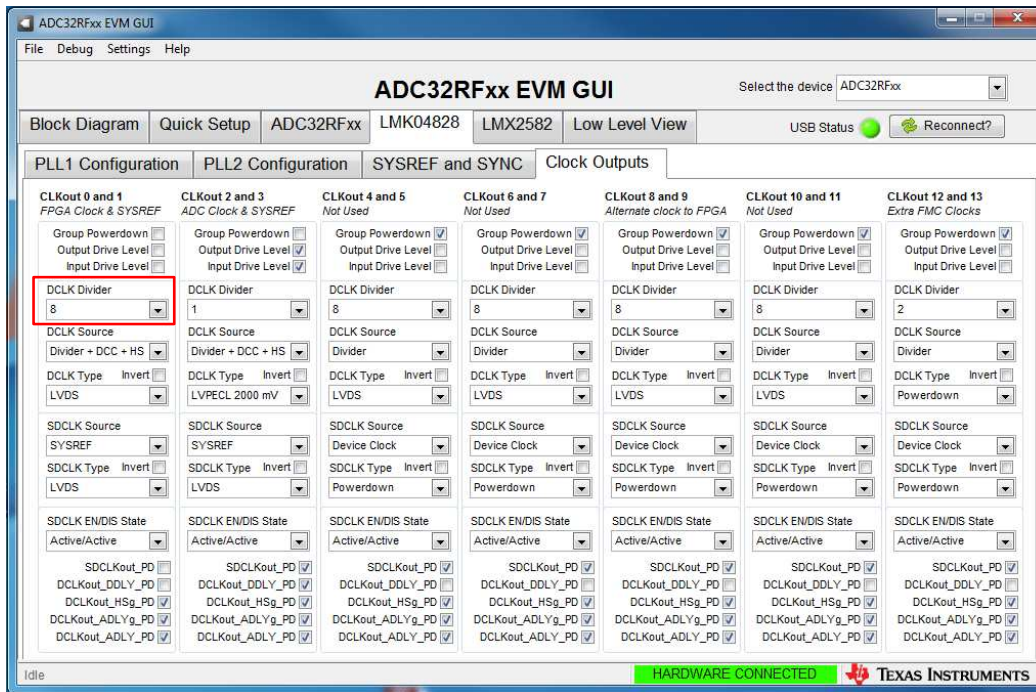 ADC32RFxx EVM GUI
File Debug Settings Help
ADC32RFxx EVM GUI
Select the device ADC32RFxx
Block Diagram Quick Setup ADC32RFxx LMK04828 LMX2582 Low Level View USB Status Reconnect?
PLL1 Configuration PLL2 Configuration SYSREF and SYNC Clock Outputs
CLKout 0 and 1 CLKout 2 and 3 CLKout 4 and 5 CLKout 6 and 7 CLKout 8 and 9 CLKout 10 and 11 CLKout 12 and 13
FPGA Clock & SYSREF ADC Clock & SYSREF Not Used Not Used Alternate clock to FPGA Not Used Extra FMC Clocks
Group Powerdown Group Powerdown Group Powerdown Group Powerdown Group Powerdown Group Powerdown Group Powerdown
Output Drive Level Output Drive Level Output Drive Level Output Drive Level Output Drive Level Output Drive Level Output Drive Level
Input Drive Level Input Drive Level Input Drive Level Input Drive Level Input Drive Level Input Drive Level Input Drive Level
DCLK Divider DCLK Divider DCLK Divider DCLK Divider DCLK Divider DCLK Divider DCLK Divider
8 1 8 8 8 8 2
DCLK Source DCLK Source DCLK Source DCLK Source DCLK Source DCLK Source DCLK Source
Divider + DCC + HS Divider + DCC + HS Divider Divider Divider Divider Divider
DCLK Type Invert DCLK Type Invert DCLK Type Invert DCLK Type Invert DCLK Type Invert DCLK Type Invert DCLK Type Invert
LVDS LVPECL 2000 mV LVDS LVDS LVDS LVDS Powerdown
SDCLK Source SDCLK Source SDCLK Source SDCLK Source SDCLK Source SDCLK Source SDCLK Source
SYSREF SYSREF Device Clock Device Clock Device Clock Device Clock Device Clock
SDCLK Type Invert SDCLK Type Invert SDCLK Type Invert SDCLK Type Invert SDCLK Type Invert SDCLK Type Invert SDCLK Type Invert
LVDS LVDS Powerdown Powerdown Powerdown Powerdown Powerdown
SDCLK EN/DIS State SDCLK EN/DIS State SDCLK EN/DIS State SDCLK EN/DIS State SDCLK EN/DIS State SDCLK EN/DIS State SDCLK EN/DIS State
Active/Active Active/Active Active/Active Active/Active Active/Active Active/Active Active/Active
SDCLKout_PD SDCLKout_PD SDCLKout_PD SDCLKout_PD SDCLKout_PD SDCLKout_PD SDCLKout_PD
DCLKout_DDLY_PD DCLKout_DDLY_PD DCLKout_DDLY_PD DCLKout_DDLY_PD DCLKout_DDLY_PD DCLKout_DDLY_PD DCLKout_DDLY_PD
DCLKout_HSg_PD DCLKout_HSg_PD DCLKout_HSg_PD DCLKout_HSg_PD DCLKout_HSg_PD DCLKout_HSg_PD DCLKout_HSg_PD
DCLKout_ADLYg_PD DCLKout_ADLYg_PD DCLKout_ADLYg_PD DCLKout_ADLYg_PD DCLKout_ADLYg_PD DCLKout_ADLYg_PD DCLKout_ADLYg_PD
DCLKout_ADLY_PD DCLKout_ADLY_PD DCLKout_ADLY_PD DCLKout_ADLY_PD DCLKout_ADLY_PD DCLKout_ADLY_PD DCLKout_ADLY_PD
Idle HARDWARE CONNECTED TEXAS INSTRUMENTS